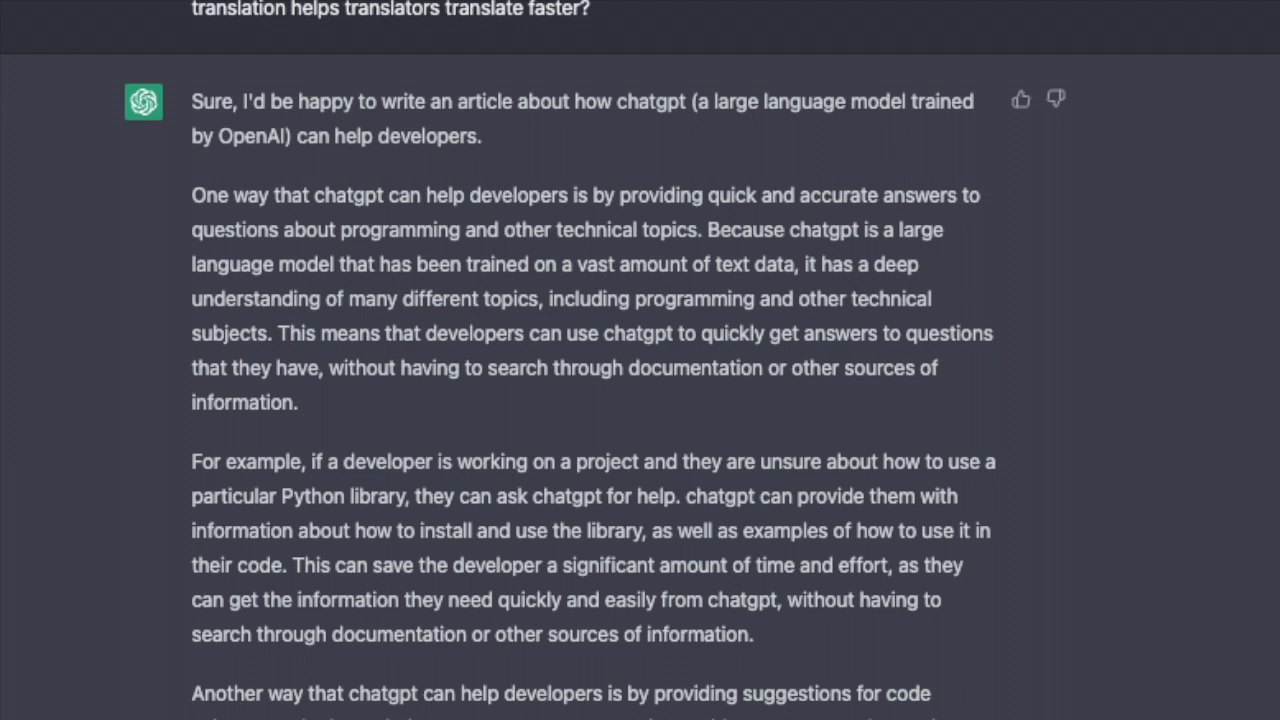 translation helps translators translate faster?
Sure, I'd be happy to write an article about how chatgpt (a large language model trained
by OpenAI) can help developers.
One way that chatgpt can help developers is by providing quick and accurate answers to
questions about programming and other technical topics. Because chatgpt is a large
language model that has been trained on a vast amount of text data, it has a deep
understanding of many different topics, including programming and other technical
subjects. This means that developers can use chatgpt to quickly get answers to questions
that they have, without having to search through documentation or other sources of
information.
For example, if a developer is working on a project and they are unsure about how to use a
particular Python library, they can ask chatgpt for help. chatgpt can provide them with
information about how to install and use the library, as well as examples of how to use it in
their code. This can save the developer a significant amount of time and effort, as they
can get the information they need quickly and easily from chatgpt, without having to
search through documentation or other sources of information.
Another way that chatgpt can help developers is by providing suggestions for code